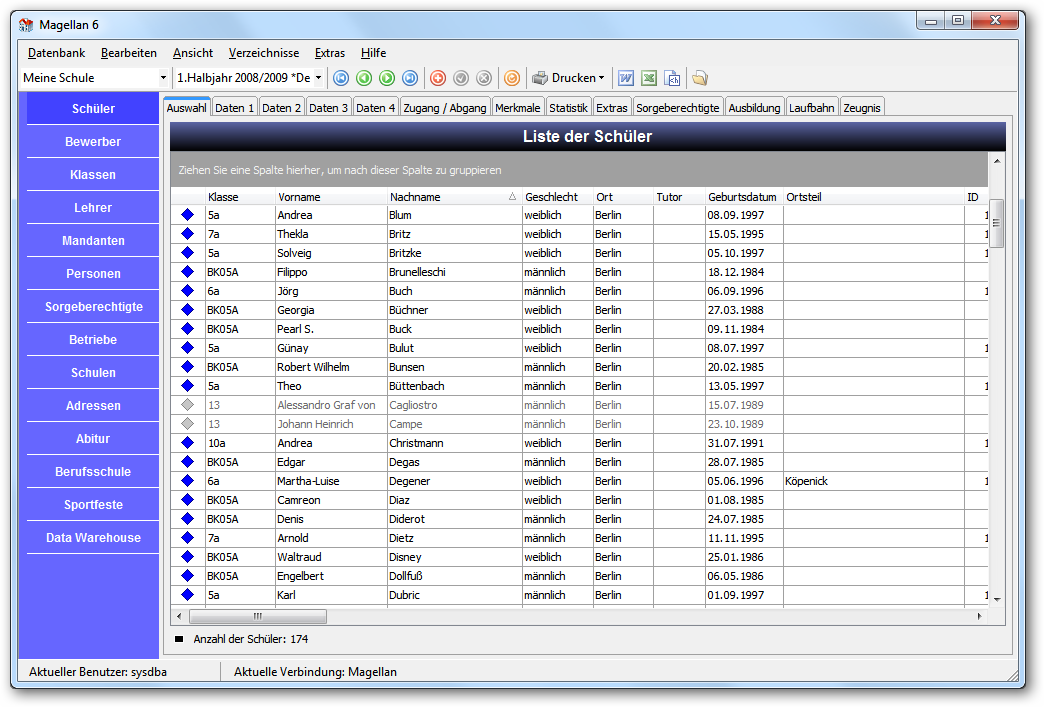 Magellan 6
Datenbank Bearbeiten Ansicht Verzeichnisse Extras Hilfe
Meine Schule 1.Halbjahr 2008/2009 *De Drucken
Schüler
Bewerber
Klassen
Lehrer
Mandanten
Personen
Sorgeberechtigte
Betriebe
Schulen
Adressen
Abitur
Berufsschule
Sportfeste
Data Warehouse
Auswahl Daten 1 Daten 2 Daten 3 Daten 4 Zugang / Abgang Merkmale Statistik Extras Sorgeberechtigte Ausbildung Laufbahn Zeugnis
Liste der Schüler
Ziehen Sie eine Spalte hierher, um nach dieser Spalte zu gruppieren
Klasse Vorname Nachname Geschlecht Ort Tutor Geburtsdatum Ortsteil ID
5a Andrea Blum weiblich Berlin 08.09.1997 1
7a Thekla Britz weiblich Berlin 15.05.1995 1
5a Solveig Britzke weiblich Berlin 05.10.1997 1
BK05A Filippo Brunelleschi männlich Berlin 18.12.1984
6a Jörg Buch männlich Berlin 06.09.1996 1
BK05A Georgia Büchner weiblich Berlin 27.03.1988
BK05A Pearl S. Buck weiblich Berlin 09.11.1984
5a Günay Bulut weiblich Berlin 08.07.1997 1
BK05A Robert Wilhelm Bunsen männlich Berlin 20.02.1985
5a Theo Büttenbach männlich Berlin 13.05.1997 1
13 Alessandro Graf von Cagliostro männlich Berlin 15.07.1989
13 Johann Heinrich Campe männlich Berlin 23.10.1989
10a Andrea Christmann weiblich Berlin 31.07.1991 1
BK05A Edgar Degas männlich Berlin 28.07.1985
6a Martha-Luise Degener weiblich Berlin 05.06.1996 Köpenick 1
BK05A Camreon Diaz weiblich Berlin 01.08.1985
BK05A Denis Diderot männlich Berlin 24.07.1985
7a Arnold Dietz männlich Berlin 11.11.1995 1
BK05A Waltraud Disney weiblich Berlin 25.01.1986
BK05A Engelbert Dollfuß männlich Berlin 06.05.1986
5a Karl Dubric männlich Berlin 01.09.1997 1
Anzahl der Schüler: 174
Aktueller Benutzer: sysdba Aktuelle Verbindung: Magellan